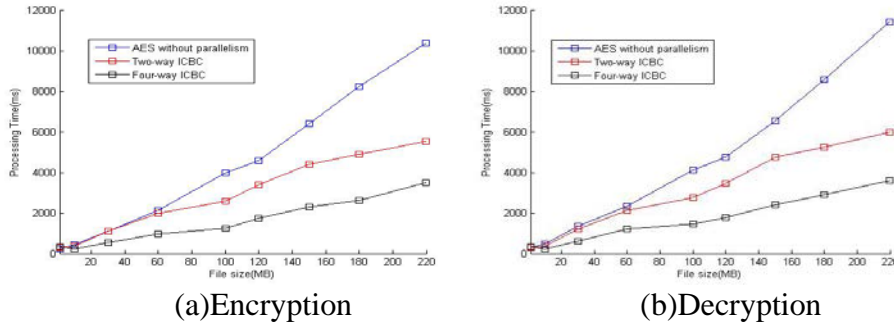 12000
10000
8000
6000
4000
2000
0
Processing Time(ms)
AES without parallelism
Two-way ICBC
Four-way ICBC
20 40 60 80 100 120 140 160 180 200 220
File size(MB)
(a)Encryption
12000
10000
8000
6000
4000
2000
0
Processing Time(ms)
AES without parallelism
Two-way ICBC
Four-way ICBC
20 40 60 80 100 120 140 160 180 200 220
File size(MB)
(b)Decryption